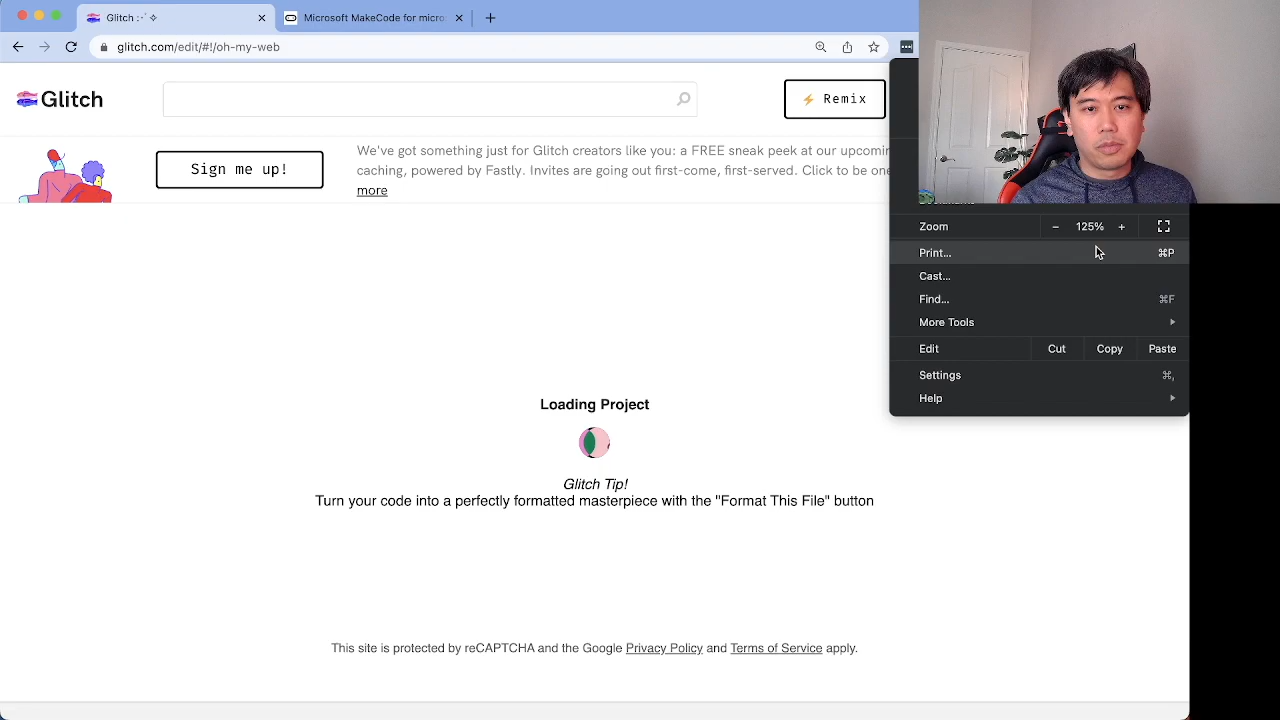 Glitch :·ﾟ✧
Microsoft MakeCode for micro
glitch.com/edit/#!/oh-my-web
Glitch
⚡ Remix
Sign me up!
We've got something just for Glitch creators like you: a FREE sneak peek at our upcomin
caching, powered by Fastly. Invites are going out first-come, first-served. Click to be one
more
Zoom − 125% +
Print... ⌘P
Cast...
Find... ⌘F
More Tools
Edit Cut Copy Paste
Settings ⌘,
Help
Loading Project
Glitch Tip!
Turn your code into a perfectly formatted masterpiece with the "Format This File" button
This site is protected by reCAPTCHA and the Google Privacy Policy and Terms of Service apply.